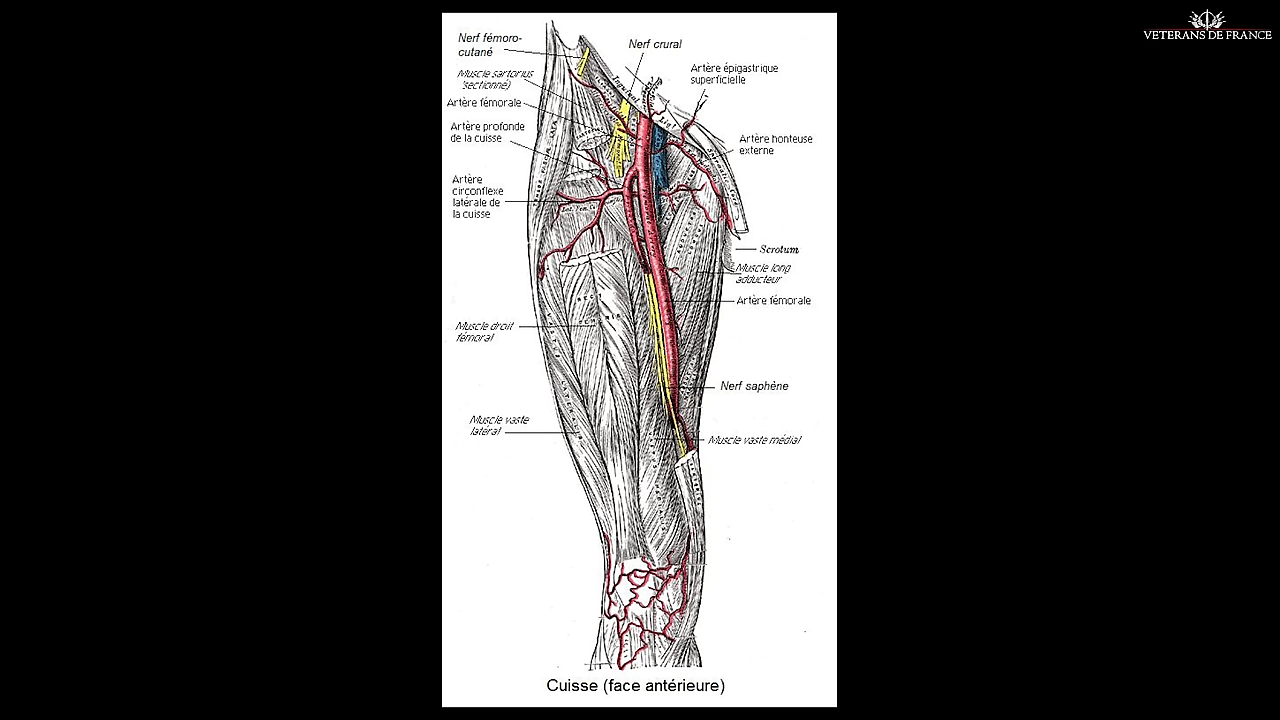 VETERANS DE FRANCE
Nerf fémoro-
cutané
Nerf crural
Muscle sartorius
(sectionné)
Artère épigastrique
superficielle
Artère fémorale
Artère profonde
de la cuisse
Artère honteuse
externe
Artère
circonflexe
latérale de
la cuisse
Scrotum
Muscle long
adducteur
Artère fémorale
Muscle droit
fémoral
Nerf saphène
Muscle vaste
latéral
Muscle vaste médial
Cuisse (face antérieure)